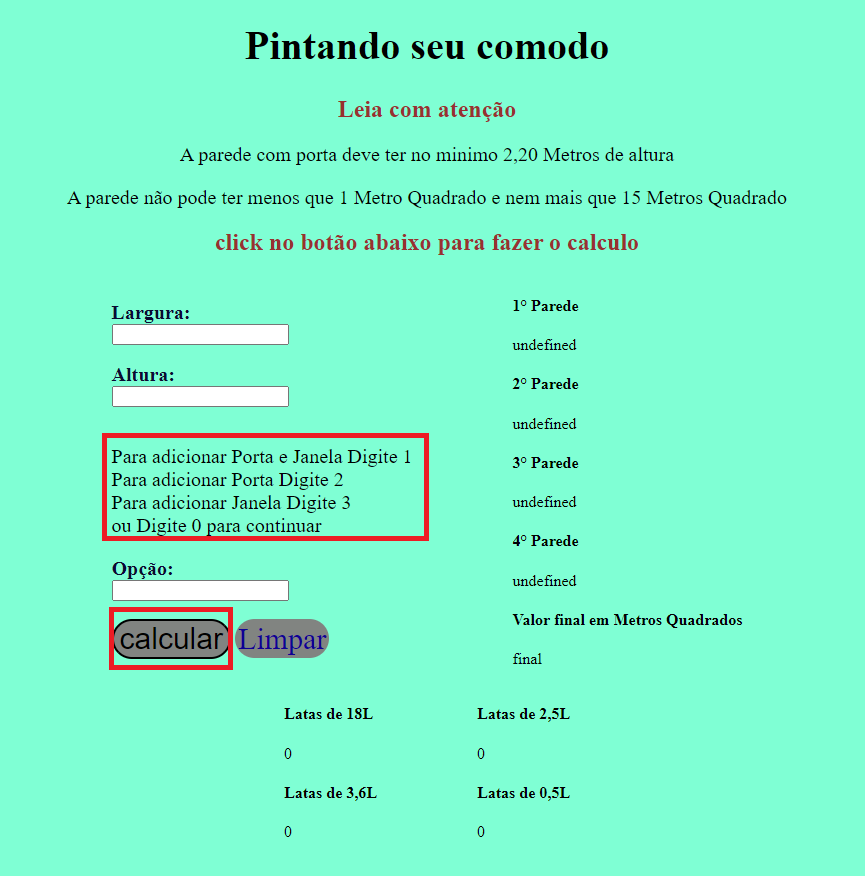 Pintando seu comodo
Leia com atenção
A parede com porta deve ter no minimo 2,20 Metros de altura
A parede não pode ter menos que 1 Metro Quadrado e nem mais que 15 Metros Quadrado
click no botão abaixo para fazer o calculo
Largura:
Altura:
Para adicionar Porta e Janela Digite 1
Para adicionar Porta Digite 2
Para adicionar Janela Digite 3
ou Digite 0 para continuar
Opção:
calcular Limpar
1° Parede
undefined
2° Parede
undefined
3° Parede
undefined
4° Parede
undefined
Valor final em Metros Quadrados
final
Latas de 18L
0
Latas de 3,6L
0
Latas de 2,5L
0
Latas de 0,5L
0